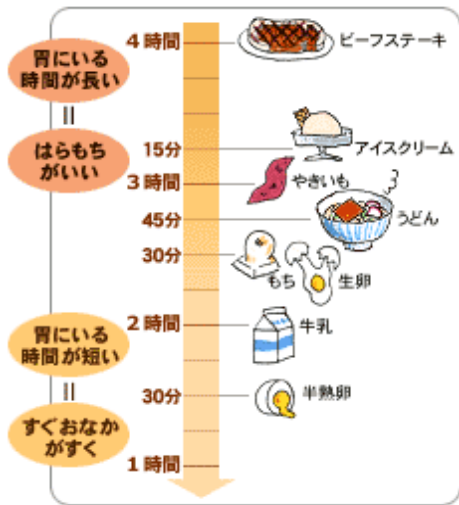 4時間
ビーフステーキ
胃にいる
時間が長い
||
はらもち
がいい
15分
アイスクリーム
3時間
やきいも
45分
うどん
30分
もち
生卵
2時間
牛乳
胃にいる
時間が短い
||
すぐおなか
がすく
30分
半熟卵
1時間